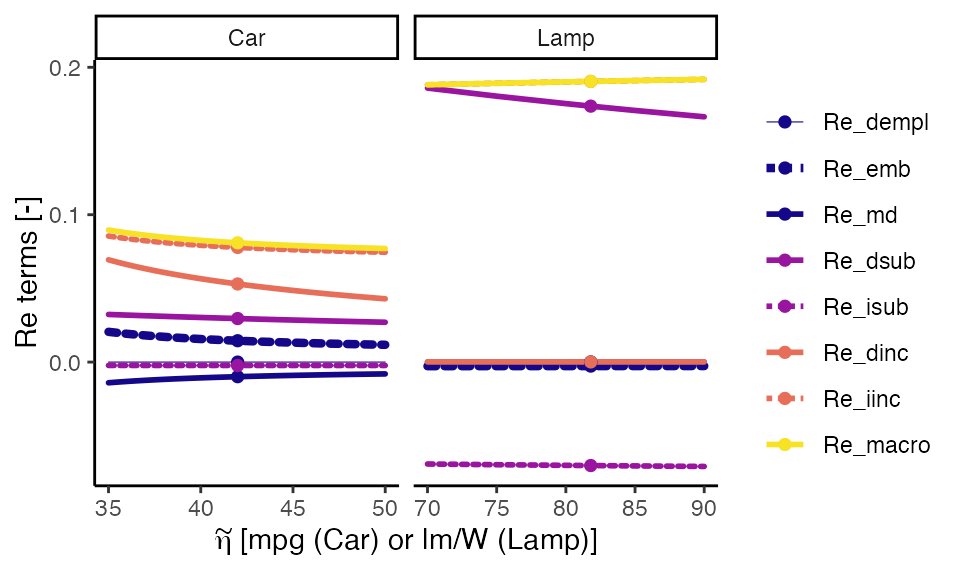 Car
Lamp
0.2
0.1
0.0
Re terms [-]
35
40
45
50
70
75
80
85
90
η̃ [mpg (Car) or lm/W (Lamp)]
Re_dempl
Re_emb
Re_md
Re_dsub
Re_isub
Re_dinc
Re_iinc
Re_macro